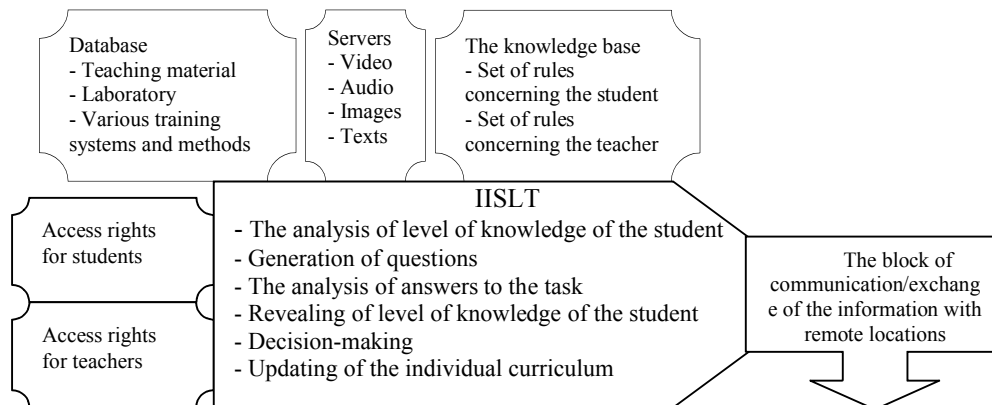 Database
- Teaching material
- Laboratory
- Various training
systems and methods
Servers
- Video
- Audio
- Images
- Texts
The knowledge base
- Set of rules
concerning the student
- Set of rules
concerning the teacher
Access rights
for students
Access rights
for teachers
IISLT
- The analysis of level of knowledge of the student
- Generation of questions
- The analysis of answers to the task
- Revealing of level of knowledge of the student
- Decision-making
- Updating of the individual curriculum
The block of
communication/exchang
e of the information with
remote locations